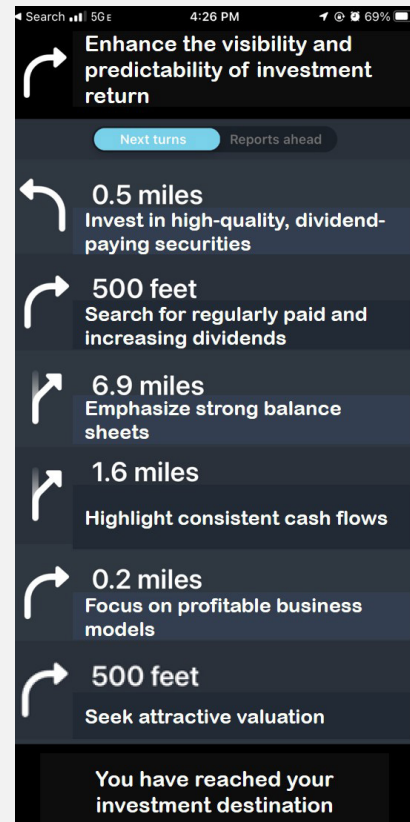 Search 5G E 4:26 PM 69%
Enhance the visibility and
predictability of investment
return
Next turns Reports ahead
0.5 miles
Invest in high-quality, dividend-
paying securities
500 feet
Search for regularly paid and
increasing dividends
6.9 miles
Emphasize strong balance
sheets
1.6 miles
Highlight consistent cash flows
0.2 miles
Focus on profitable business
models
500 feet
Seek attractive valuation
You have reached your
investment destination